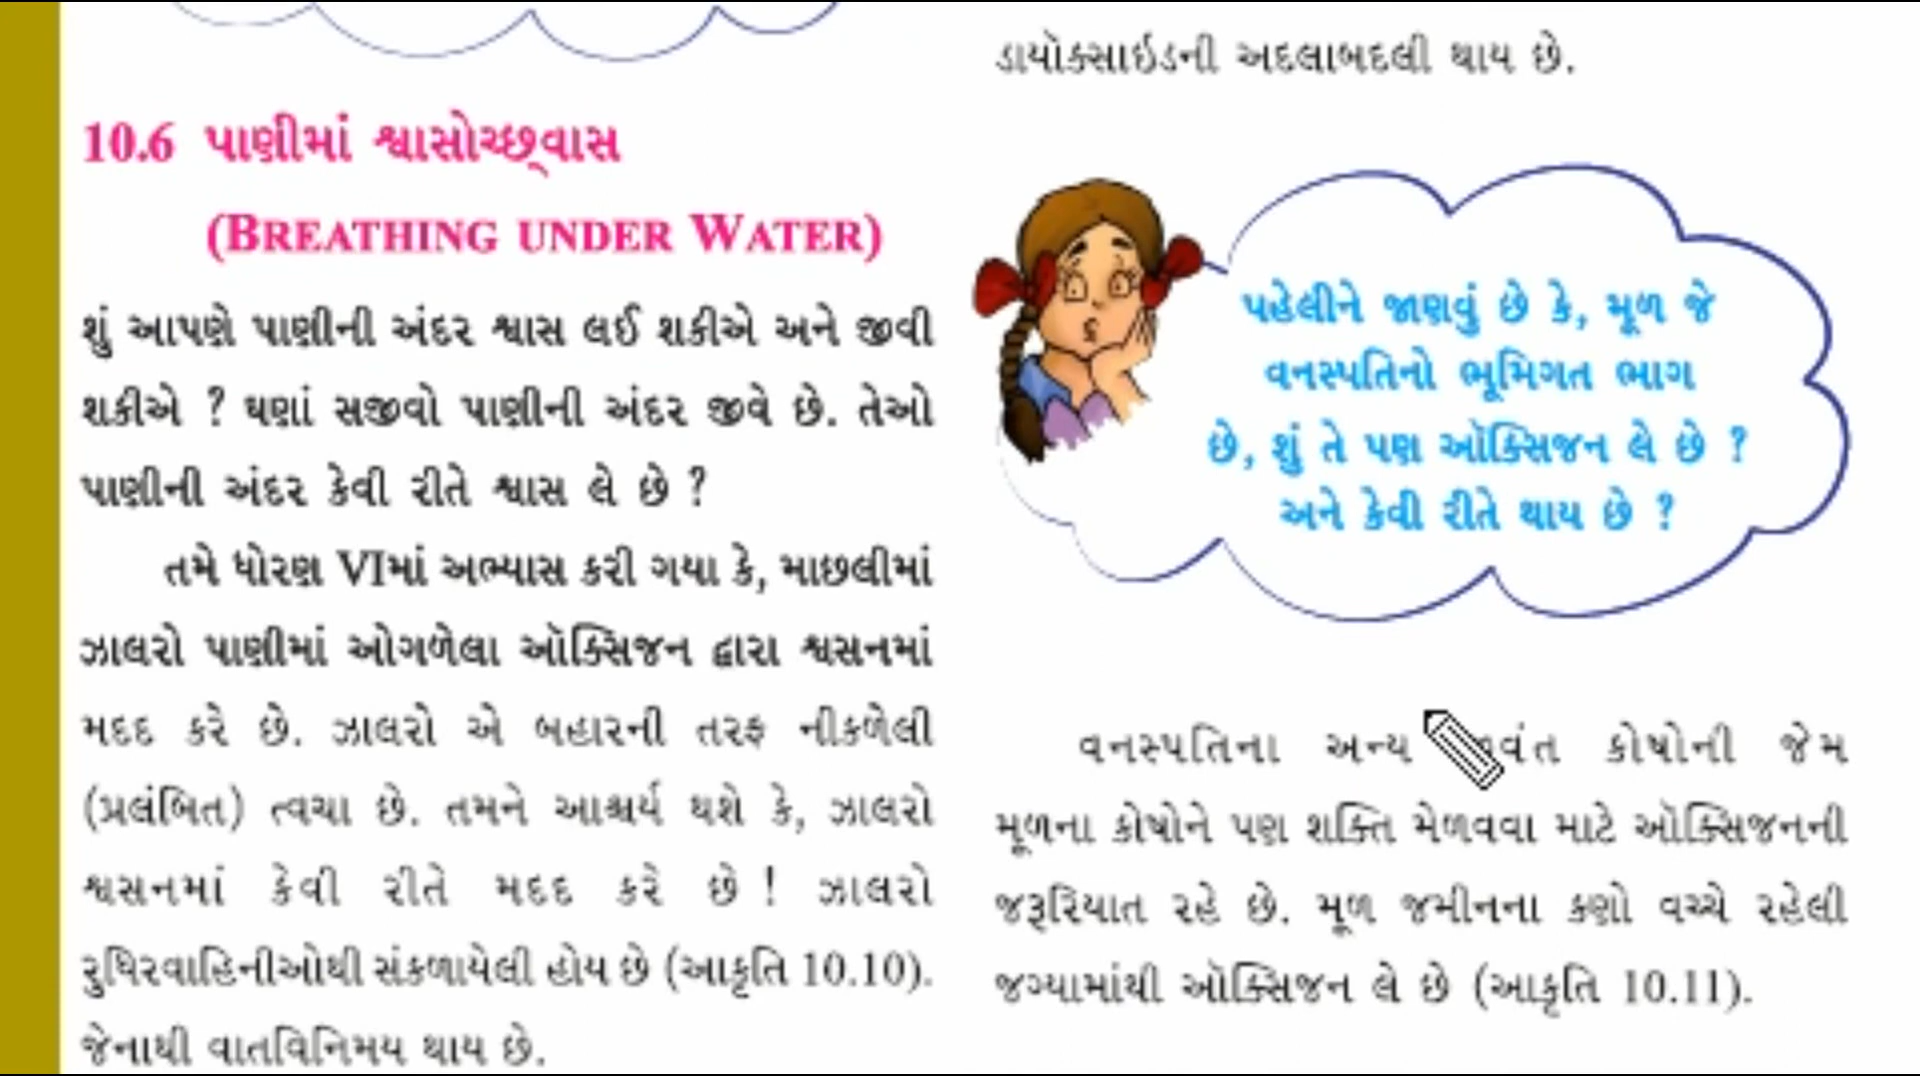 10.6 પાણીમાં શ્વાસોચ્છ્વાસ
(BREATHING UNDER WATER)
શું આપણે પાણીની અંદર શ્વાસ લઈ શકીએ અને જીવી
શકીએ ? ઘણાં સજીવો પાણીની અંદર જીવે છે. તેઓ
પાણીની અંદર કેવી રીતે શ્વાસ લે છે ?
તમે ધોરણ VIમાં અભ્યાસ કરી ગયા કે, માછલીમાં
ઝાલરો પાણીમાં ઓગળેલા ઑક્સિજન દ્વારા શ્વસનમાં
મદદ કરે છે. ઝાલરો એ બહારની તરફ નીકળેલી
(પ્રલંબિત) ત્વચા છે. તમને આશ્ચર્ય થશે કે, ઝાલરો
શ્વસનમાં કેવી રીતે મદદ કરે છે ! ઝાલરો
રુધિરવાહિનીઓથી સંકળાયેલી હોય છે (આકૃતિ 10.10).
જેનાથી વાતવિનિમય થાય છે.
ડાયૉક્સાઇડની અદલાબદલી થાય છે.
પહેલીને જાણવું છે કે, મૂળ જે
વનસ્પતિનો ભૂમિગત ભાગ
છે, શું તે પણ ઑક્સિજન લે છે ?
અને કેવી રીતે થાય છે ?
વનસ્પતિના અન્ય કોષોની જેમ
મૂળના કોષોને પણ શક્તિ મેળવવા માટે ઑક્સિજનની
જરૂરિયાત રહે છે. મૂળ જમીનના કણો વચ્ચે રહેલી
જગ્યામાંથી ઑક્સિજન લે છે (આકૃતિ 10.11).